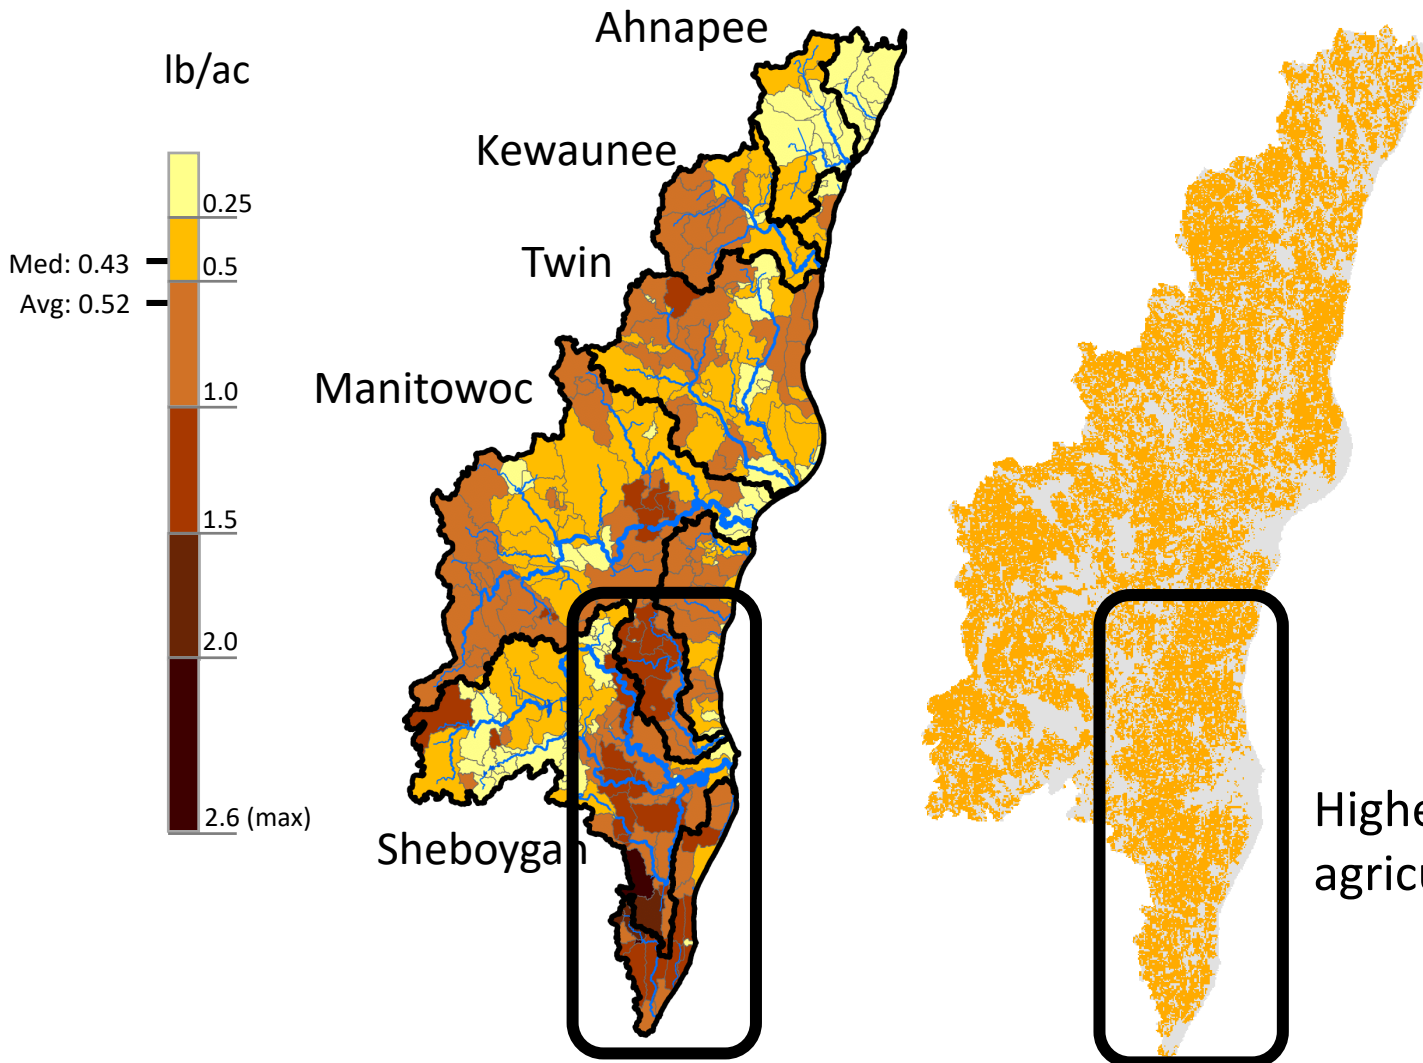 lb/ac
0.25
0.5
1.0
1.5
2.0
2.6 (max)
Med: 0.43
Avg: 0.52
Ahnapee
Kewaunee
Twin
Manitowoc
Sheboygan